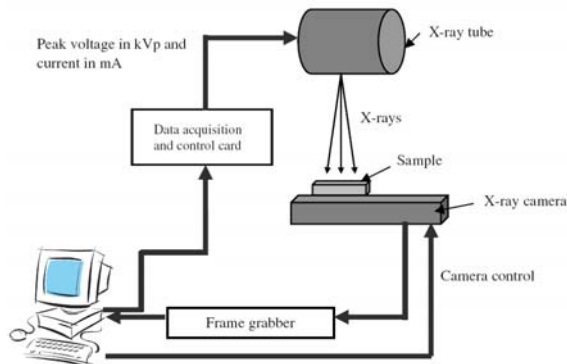 Peak voltage in kVp and
current in mA
X-ray tube
X-rays
Data acquisition
and control card
Sample
X-ray camera
Camera control
Frame grabber